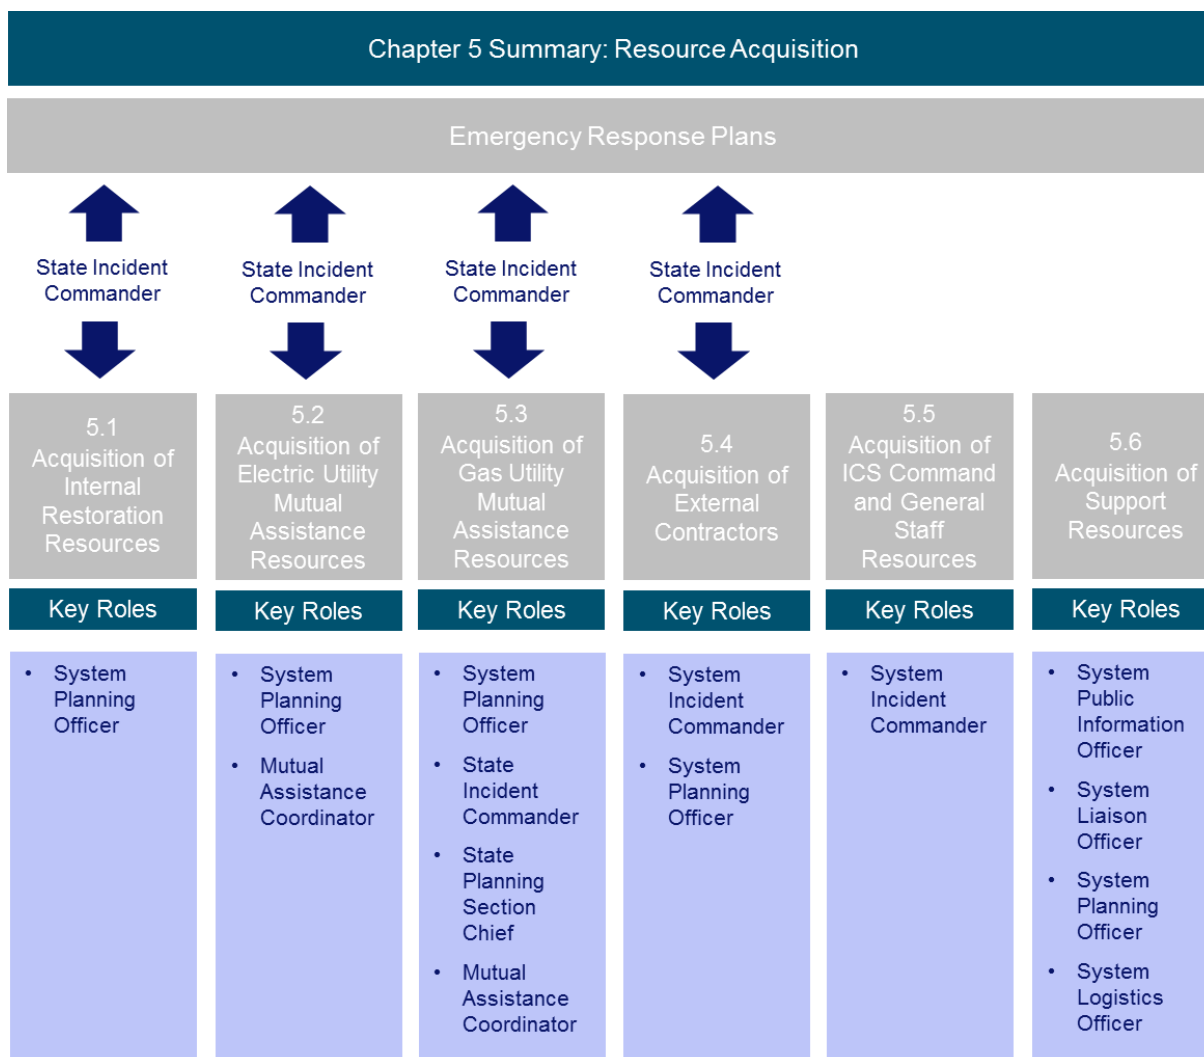 Chapter 5 Summary: Resource Acquisition
Emergency Response Plans
State Incident
Commander
State Incident
Commander
State Incident
Commander
State Incident
Commander
5.1
Acquisition of
Internal
Restoration
Resources
5.2
Acquisition of
Electric Utility
Mutual
Assistance
Resources
5.3
Acquisition of
Gas Utility
Mutual
Assistance
Resources
5.4
Acquisition of
External
Contractors
5.5
Acquisition of
ICS Command
and General
Staff
Resources
5.6
Acquisition of
Support
Resources
Key Roles
Key Roles
Key Roles
Key Roles
Key Roles
Key Roles
• System
Planning
Officer
• System
Planning
Officer
• Mutual
Assistance
Coordinator
• System
Planning
Officer
• State
Incident
Commander
• State
Planning
Section
Chief
• Mutual
Assistance
Coordinator
• System
Incident
Commander
• System
Planning
Officer
• System
Incident
Commander
• System
Public
Information
Officer
• System
Liaison
Officer
• System
Planning
Officer
• System
Logistics
Officer